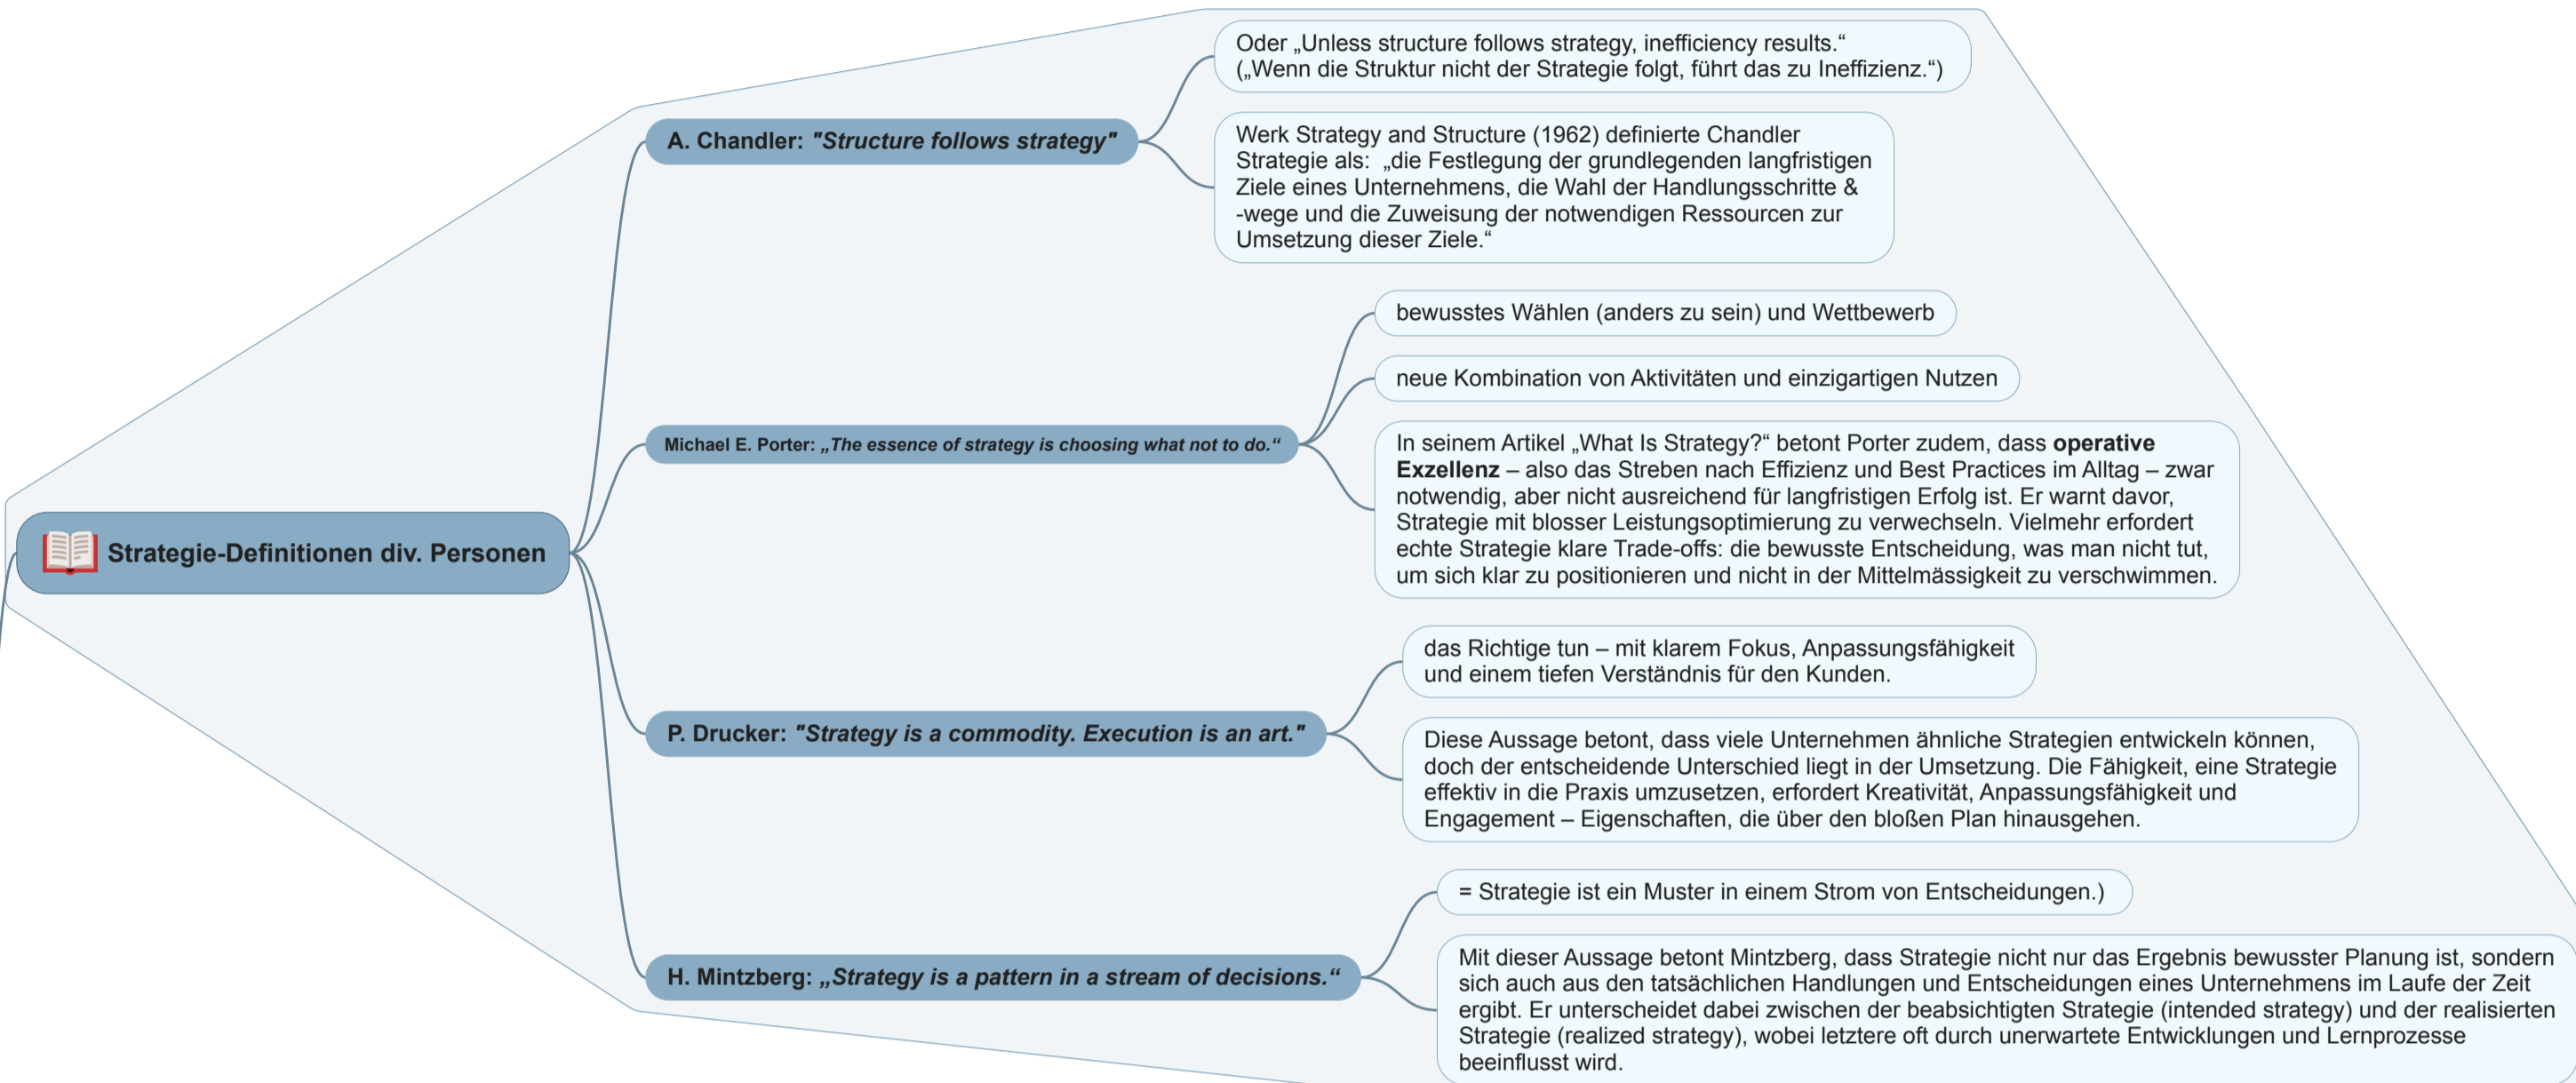 Oder „Unless structure follows strategy, inefficiency results.“
(„Wenn die Struktur nicht der Strategie folgt, führt das zu Ineffizienz.“)
A. Chandler: "Structure follows strategy"
Werk Strategy and Structure (1962) definierte Chandler
Strategie als:  „die Festlegung der grundlegenden langfristigen
Ziele eines Unternehmens, die Wahl der Handlungsschritte &
-wege und die Zuweisung der notwendigen Ressourcen zur
Umsetzung dieser Ziele.“
bewusstes Wählen (anders zu sein) und Wettbewerb
neue Kombination von Aktivitäten und einzigartigen Nutzen
Michael E. Porter: „The essence of strategy is choosing what not to do.“
In seinem Artikel „What Is Strategy?“ betont Porter zudem, dass operative
Exzellenz – also das Streben nach Effizienz und Best Practices im Alltag – zwar
notwendig, aber nicht ausreichend für langfristigen Erfolg ist. Er warnt davor,
Strategie mit blosser Leistungsoptimierung zu verwechseln. Vielmehr erfordert
echte Strategie klare Trade-offs: die bewusste Entscheidung, was man nicht tut,
um sich klar zu positionieren und nicht in der Mittelmässigkeit zu verschwimmen.
Strategie-Definitionen div. Personen
das Richtige tun – mit klarem Fokus, Anpassungsfähigkeit
und einem tiefen Verständnis für den Kunden.
P. Drucker: "Strategy is a commodity. Execution is an art."
Diese Aussage betont, dass viele Unternehmen ähnliche Strategien entwickeln können,
doch der entscheidende Unterschied liegt in der Umsetzung. Die Fähigkeit, eine Strategie
effektiv in die Praxis umzusetzen, erfordert Kreativität, Anpassungsfähigkeit und
Engagement – Eigenschaften, die über den bloßen Plan hinausgehen.
= Strategie ist ein Muster in einem Strom von Entscheidungen.)
H. Mintzberg: „Strategy is a pattern in a stream of decisions.“
Mit dieser Aussage betont Mintzberg, dass Strategie nicht nur das Ergebnis bewusster Planung ist, sondern
sich auch aus den tatsächlichen Handlungen und Entscheidungen eines Unternehmens im Laufe der Zeit
ergibt. Er unterscheidet dabei zwischen der beabsichtigten Strategie (intended strategy) und der realisierten
Strategie (realized strategy), wobei letztere oft durch unerwartete Entwicklungen und Lernprozesse
beeinflusst wird.